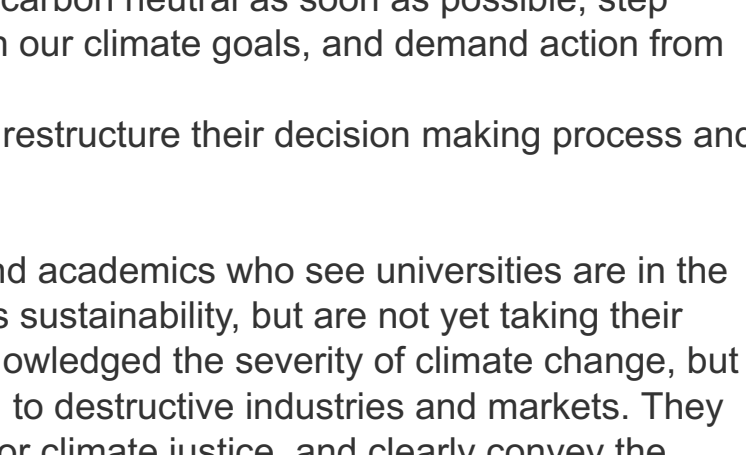 carbon neutral as soon as possible, step
our climate goals, and demand action from
restructure their decision making process and
academics who see universities are in the
sustainability, but are not yet taking their
the severity of climate change, but
to destructive industries and markets. They
or climate justice, and clearly convey the